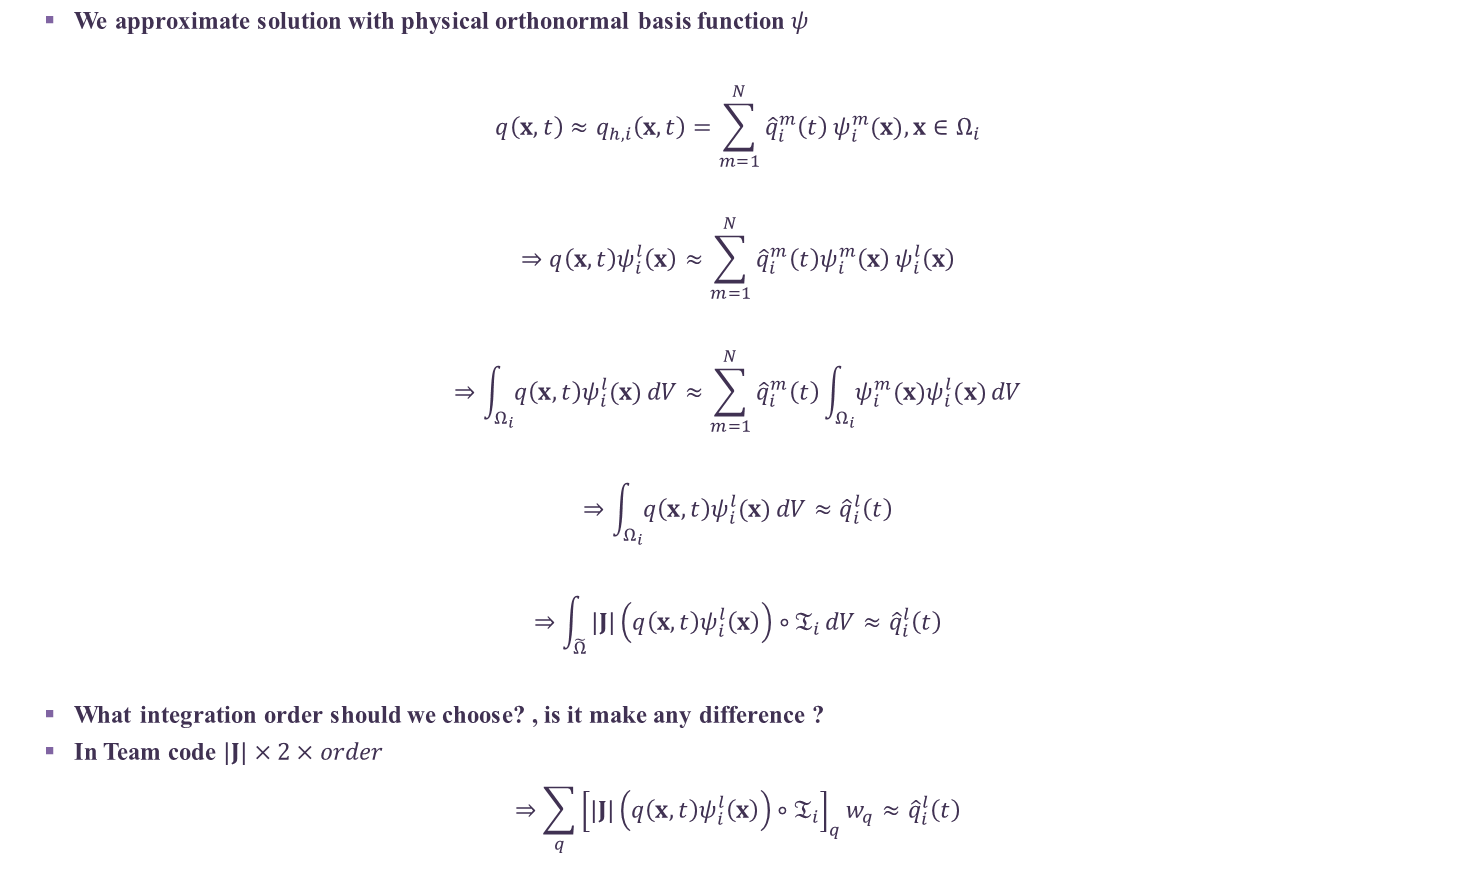 ▪ We approximate solution with physical orthonormal basis function ψ
q(𝐱, t) ≈ q_{h,i}(𝐱, t) = ∑_{m=1}^{N} q̂_i^m(t) ψ_i^m(𝐱), 𝐱 ∈ Ω_i
⇒ q(𝐱, t)ψ_i^l(𝐱) ≈ ∑_{m=1}^{N} q̂_i^m(t)ψ_i^m(𝐱) ψ_i^l(𝐱)
⇒ ∫_{Ω_i} q(𝐱, t)ψ_i^l(𝐱) dV ≈ ∑_{m=1}^{N} q̂_i^m(t) ∫_{Ω_i} ψ_i^m(𝐱)ψ_i^l(𝐱) dV
⇒ ∫_{Ω_i} q(𝐱, t)ψ_i^l(𝐱) dV ≈ q̂_i^l(t)
⇒ ∫_{Ω̃} |𝐉| (q(𝐱, t)ψ_i^l(𝐱)) ∘ 𝔗_i dV ≈ q̂_i^l(t)
▪ What integration order should we choose? , is it make any difference ?
▪ In Team code |𝐉| × 2 × order
⇒ ∑_q [|𝐉| (q(𝐱, t)ψ_i^l(𝐱)) ∘ 𝔗_i]_q w_q ≈ q̂_i^l(t)